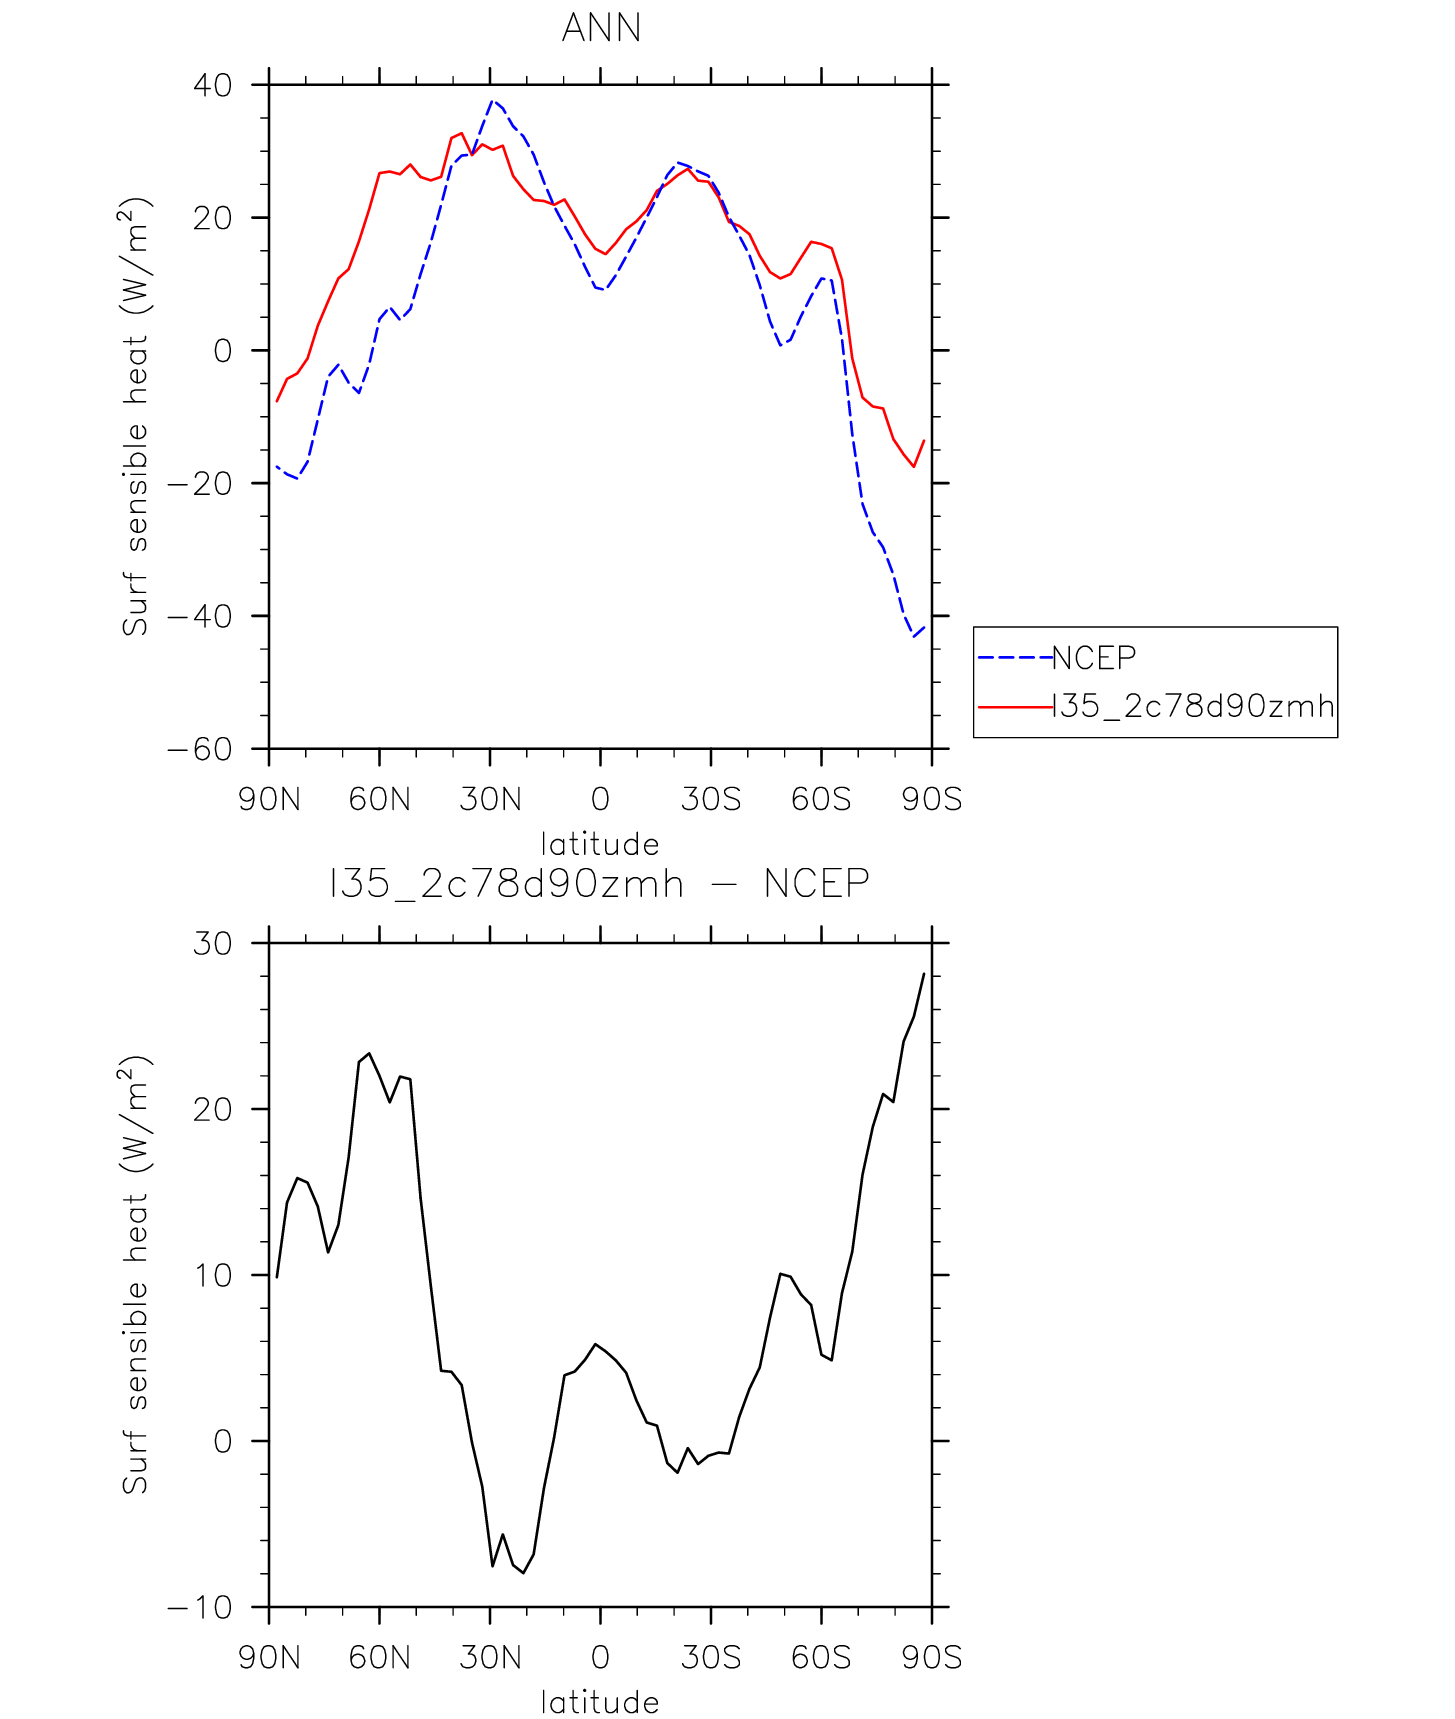 ANN
40
20
0
−20
−40
−60
Surf sensible heat (W/m²)
90N 60N 30N 0 30S 60S 90S
latitude
NCEP
I35_2c78d90zmh
I35_2c78d90zmh − NCEP
30
20
10
0
−10
Surf sensible heat (W/m²)
90N 60N 30N 0 30S 60S 90S
latitude